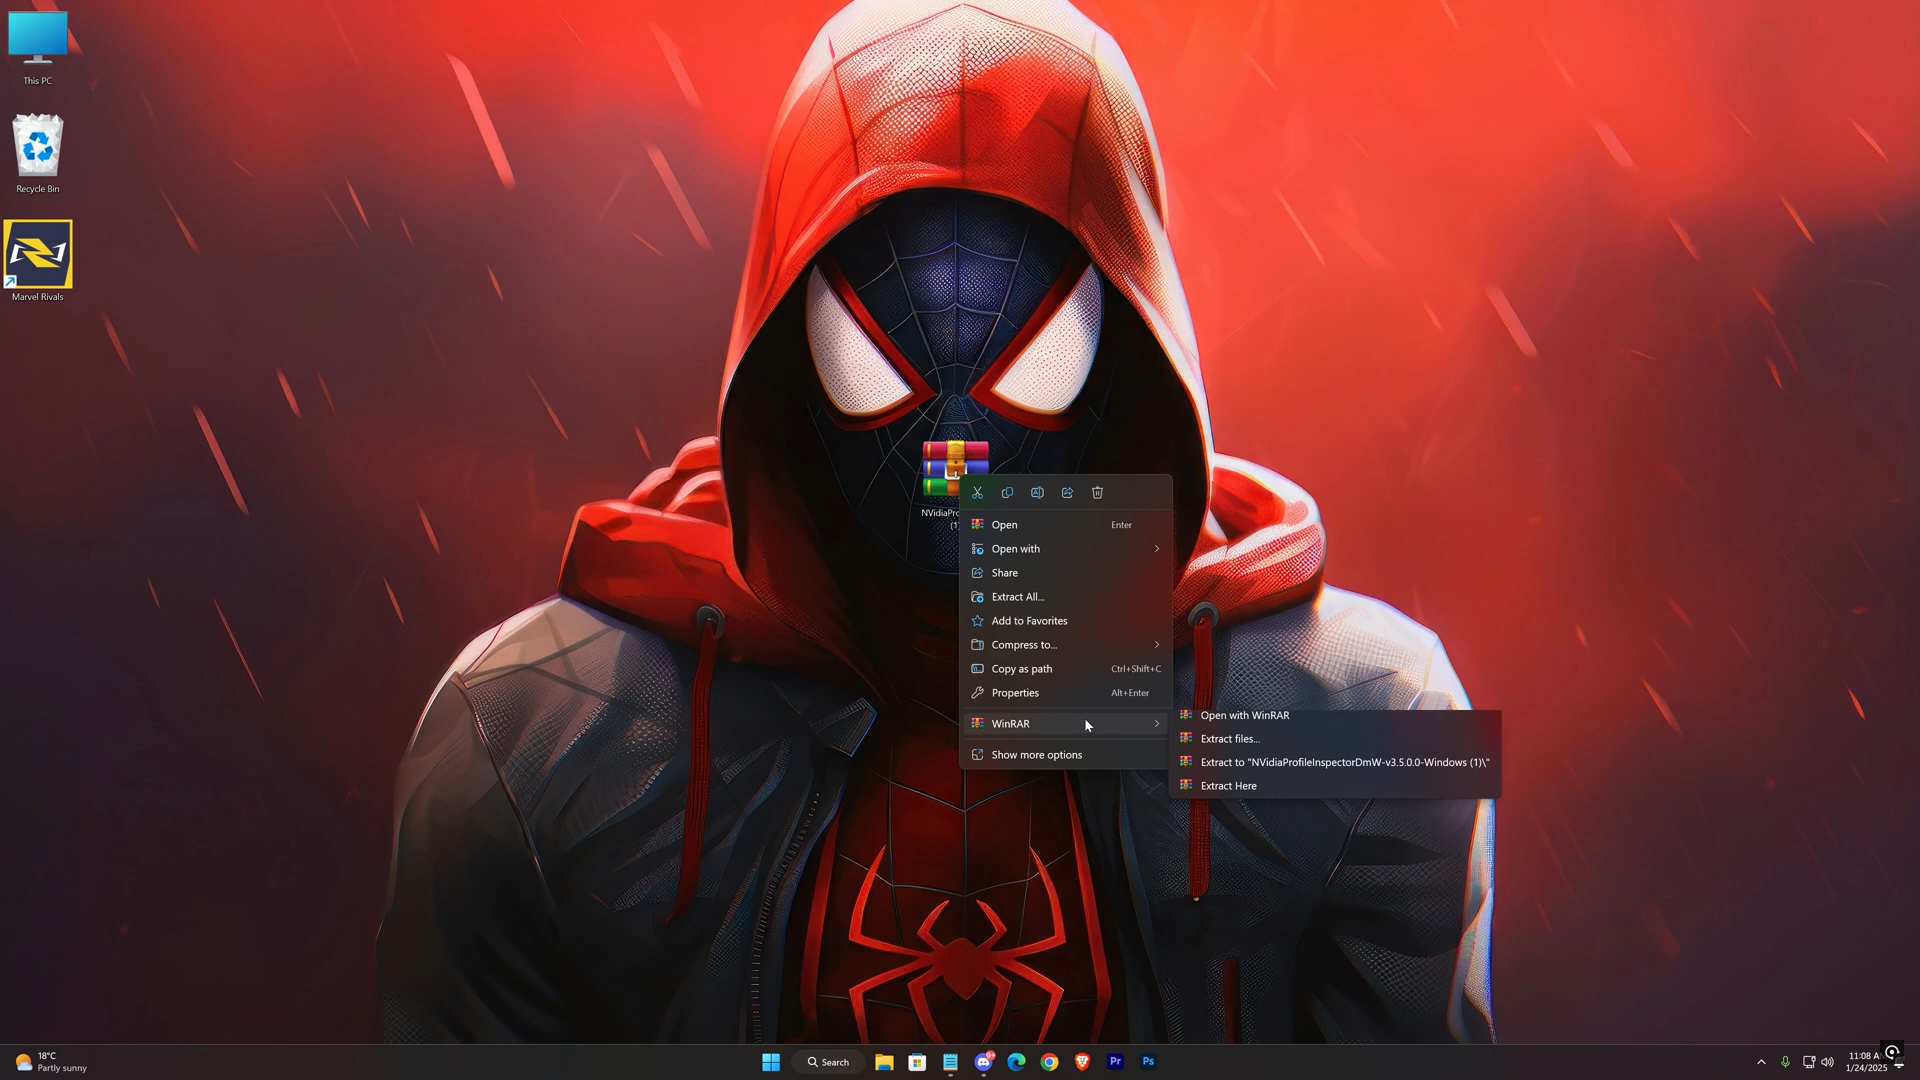 This PC
Recycle Bin
Marvel Rivals
NVidiaPro
(1)
Open Enter
Open with
Share
Extract All...
Add to Favorites
Compress to...
Copy as path Ctrl+Shift+C
Properties Alt+Enter
WinRAR
Show more options
Open with WinRAR
Extract files...
Extract to "NVidiaProfileInspectorDmW-v3.5.0.0-Windows (1)\"
Extract Here
18°C
Partly sunny
Search
Pr
Ps
11:08 A
1/24/2025